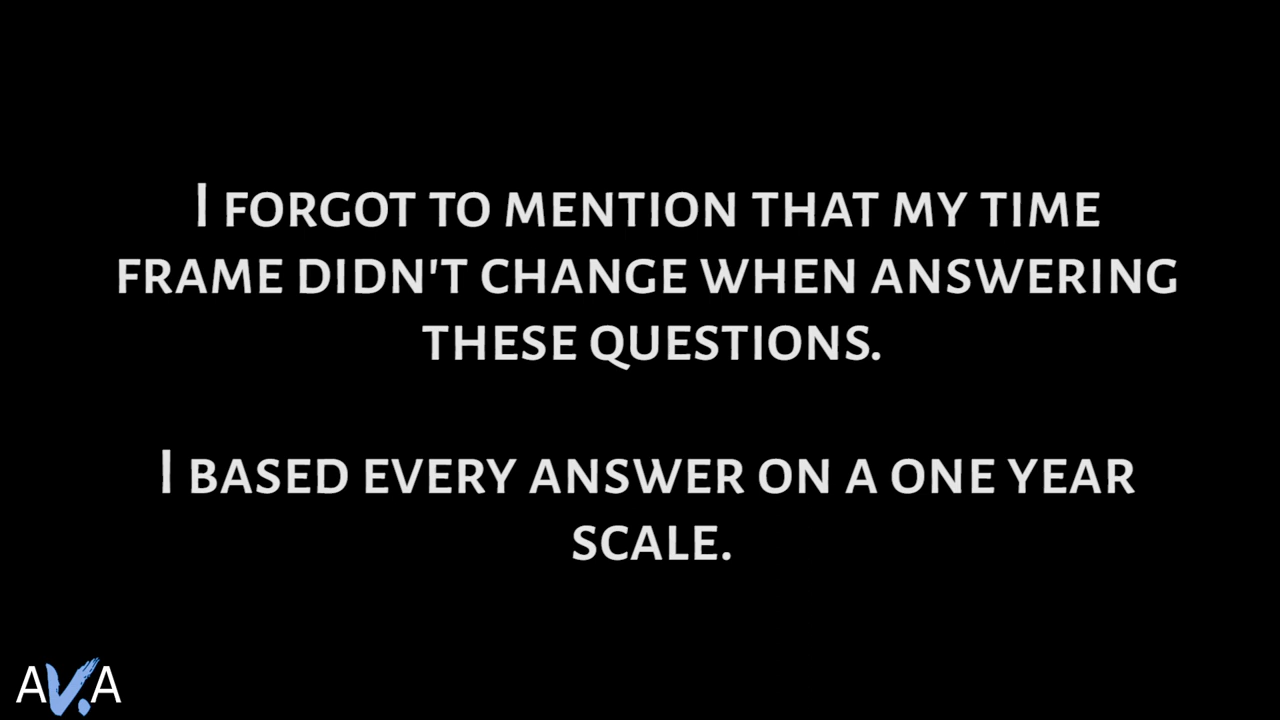 I forgot to mention that my time
frame didn't change when answering
these questions.
I based every answer on a one year
scale.
AV.A